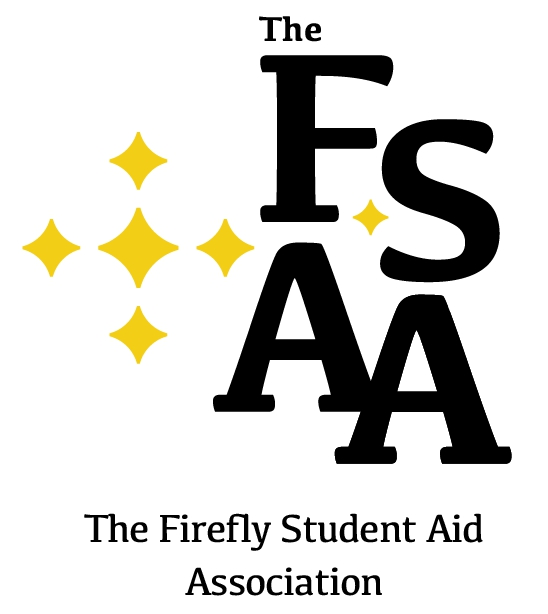 The
FS
AA
The Firefly Student Aid
Association